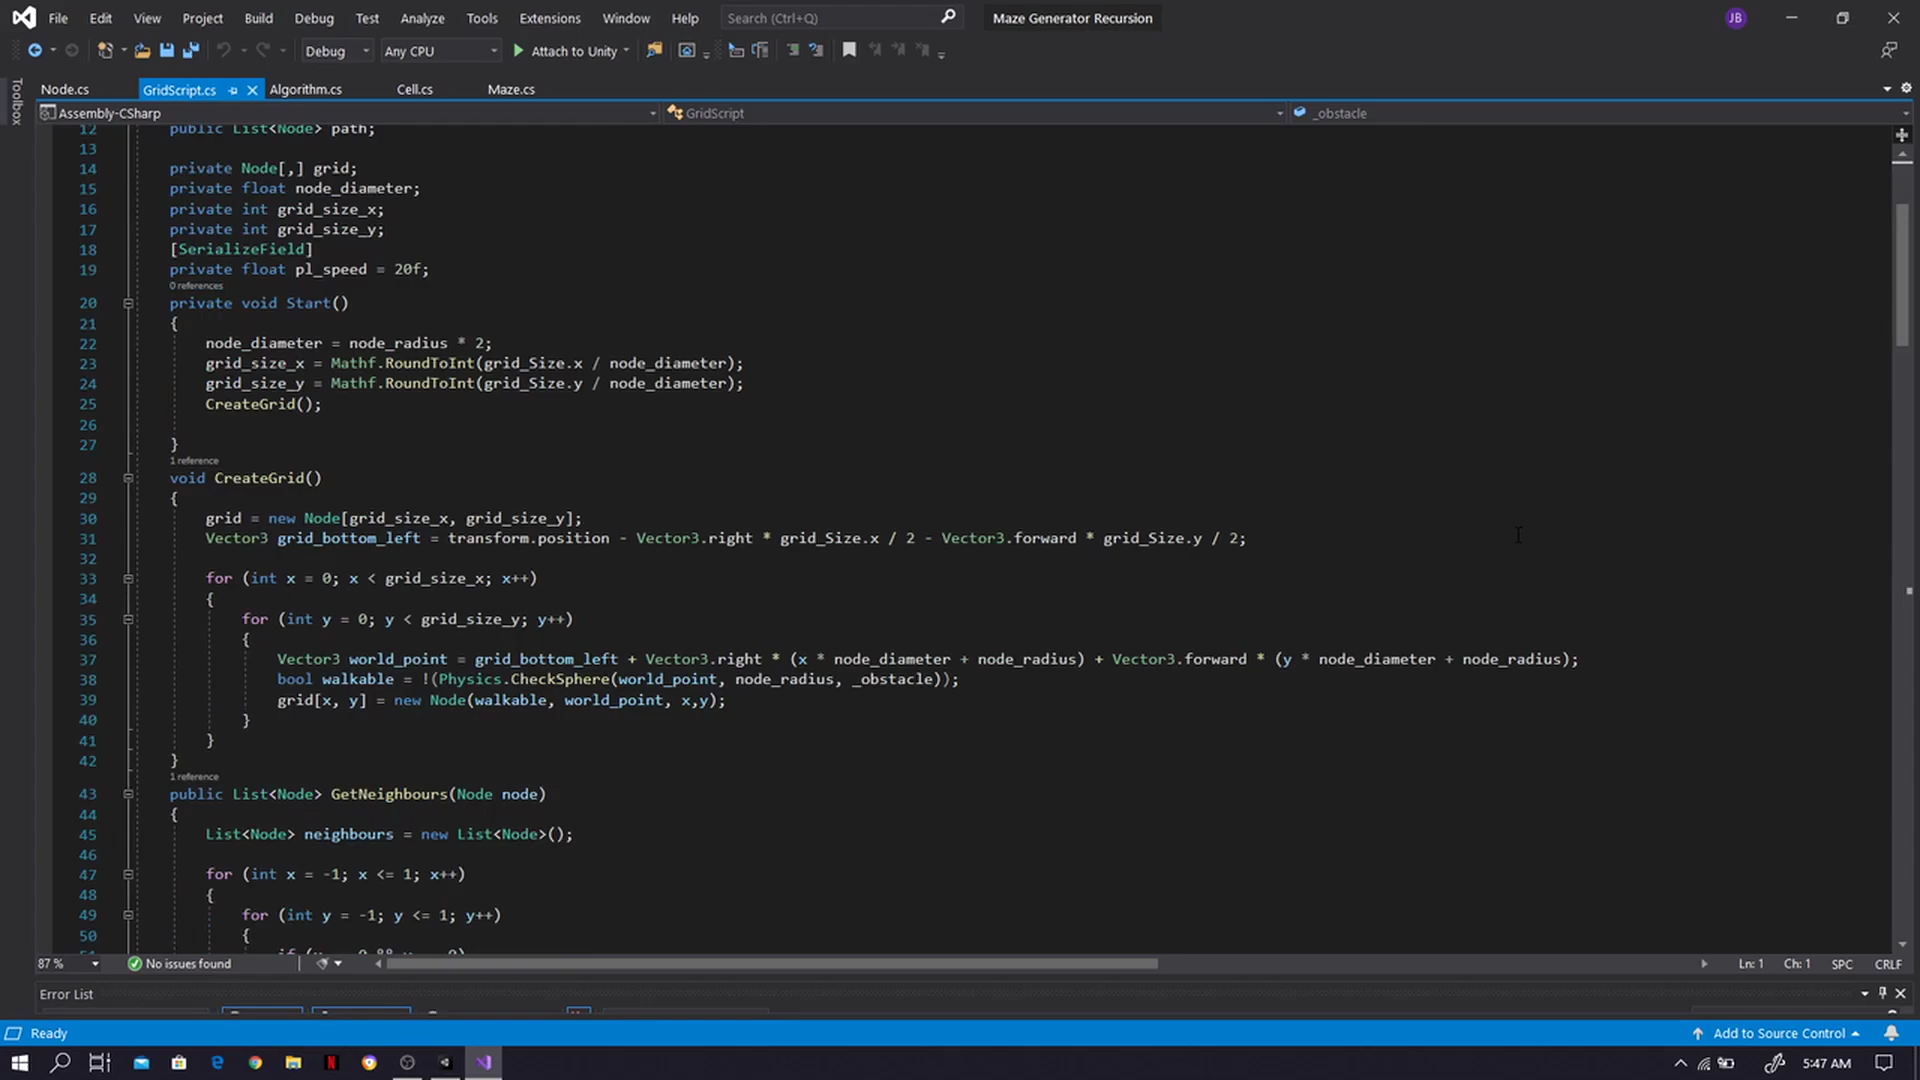 File Edit View Project Build Debug Test Analyze Tools Extensions Window Help Search (Ctrl+Q) Maze Generator Recursion JB
Debug Any CPU Attach to Unity
Toolbox
Node.cs GridScript.cs Algorithm.cs Cell.cs Maze.cs
Assembly-CSharp GridScript _obstacle
12 public List<Node> path;
13
14 private Node[,] grid;
15 private float node_diameter;
16 private int grid_size_x;
17 private int grid_size_y;
18 [SerializeField]
19 private float pl_speed = 20f;
0 references
20 private void Start()
21 {
22 node_diameter = node_radius * 2;
23 grid_size_x = Mathf.RoundToInt(grid_Size.x / node_diameter);
24 grid_size_y = Mathf.RoundToInt(grid_Size.y / node_diameter);
25 CreateGrid();
26
27 }
1 reference
28 void CreateGrid()
29 {
30 grid = new Node[grid_size_x, grid_size_y];
31 Vector3 grid_bottom_left = transform.position - Vector3.right * grid_Size.x / 2 - Vector3.forward * grid_Size.y / 2;
32
33 for (int x = 0; x < grid_size_x; x++)
34 {
35 for (int y = 0; y < grid_size_y; y++)
36 {
37 Vector3 world_point = grid_bottom_left + Vector3.right * (x * node_diameter + node_radius) + Vector3.forward * (y * node_diameter + node_radius);
38 bool walkable = !(Physics.CheckSphere(world_point, node_radius, _obstacle));
39 grid[x, y] = new Node(walkable, world_point, x,y);
40 }
41 }
42 }
1 reference
43 public List<Node> GetNeighbours(Node node)
44 {
45 List<Node> neighbours = new List<Node>();
46
47 for (int x = -1; x <= 1; x++)
48 {
49 for (int y = -1; y <= 1; y++)
50 {
87 % No issues found Ln: 1 Ch: 1 SPC CRLF
Error List
Ready Add to Source Control
5:47 AM